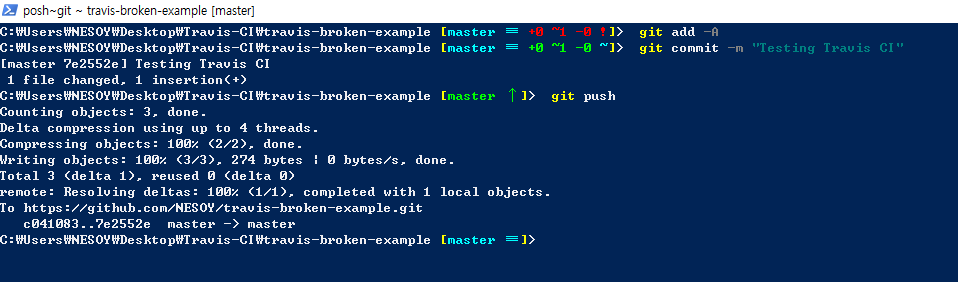 posh~git ~ travis-broken-example [master]
C:₩Users₩NESOY₩Desktop₩Travis-CI₩travis-broken-example [master ≡ +0 ~1 -0 !]> git add -A
C:₩Users₩NESOY₩Desktop₩Travis-CI₩travis-broken-example [master ≡ +0 ~1 -0 ~]> git commit -m "Testing Travis CI"
[master 7e2552e] Testing Travis CI
1 file changed, 1 insertion(+)
C:₩Users₩NESOY₩Desktop₩Travis-CI₩travis-broken-example [master ↑]> git push
Counting objects: 3, done.
Delta compression using up to 4 threads.
Compressing objects: 100% (2/2), done.
Writing objects: 100% (3/3), 274 bytes ¦ 0 bytes/s, done.
Total 3 (delta 1), reused 0 (delta 0)
remote: Resolving deltas: 100% (1/1), completed with 1 local objects.
To https://github.com/NESOY/travis-broken-example.git
c041083..7e2552e master -> master
C:₩Users₩NESOY₩Desktop₩Travis-CI₩travis-broken-example [master ≡]>